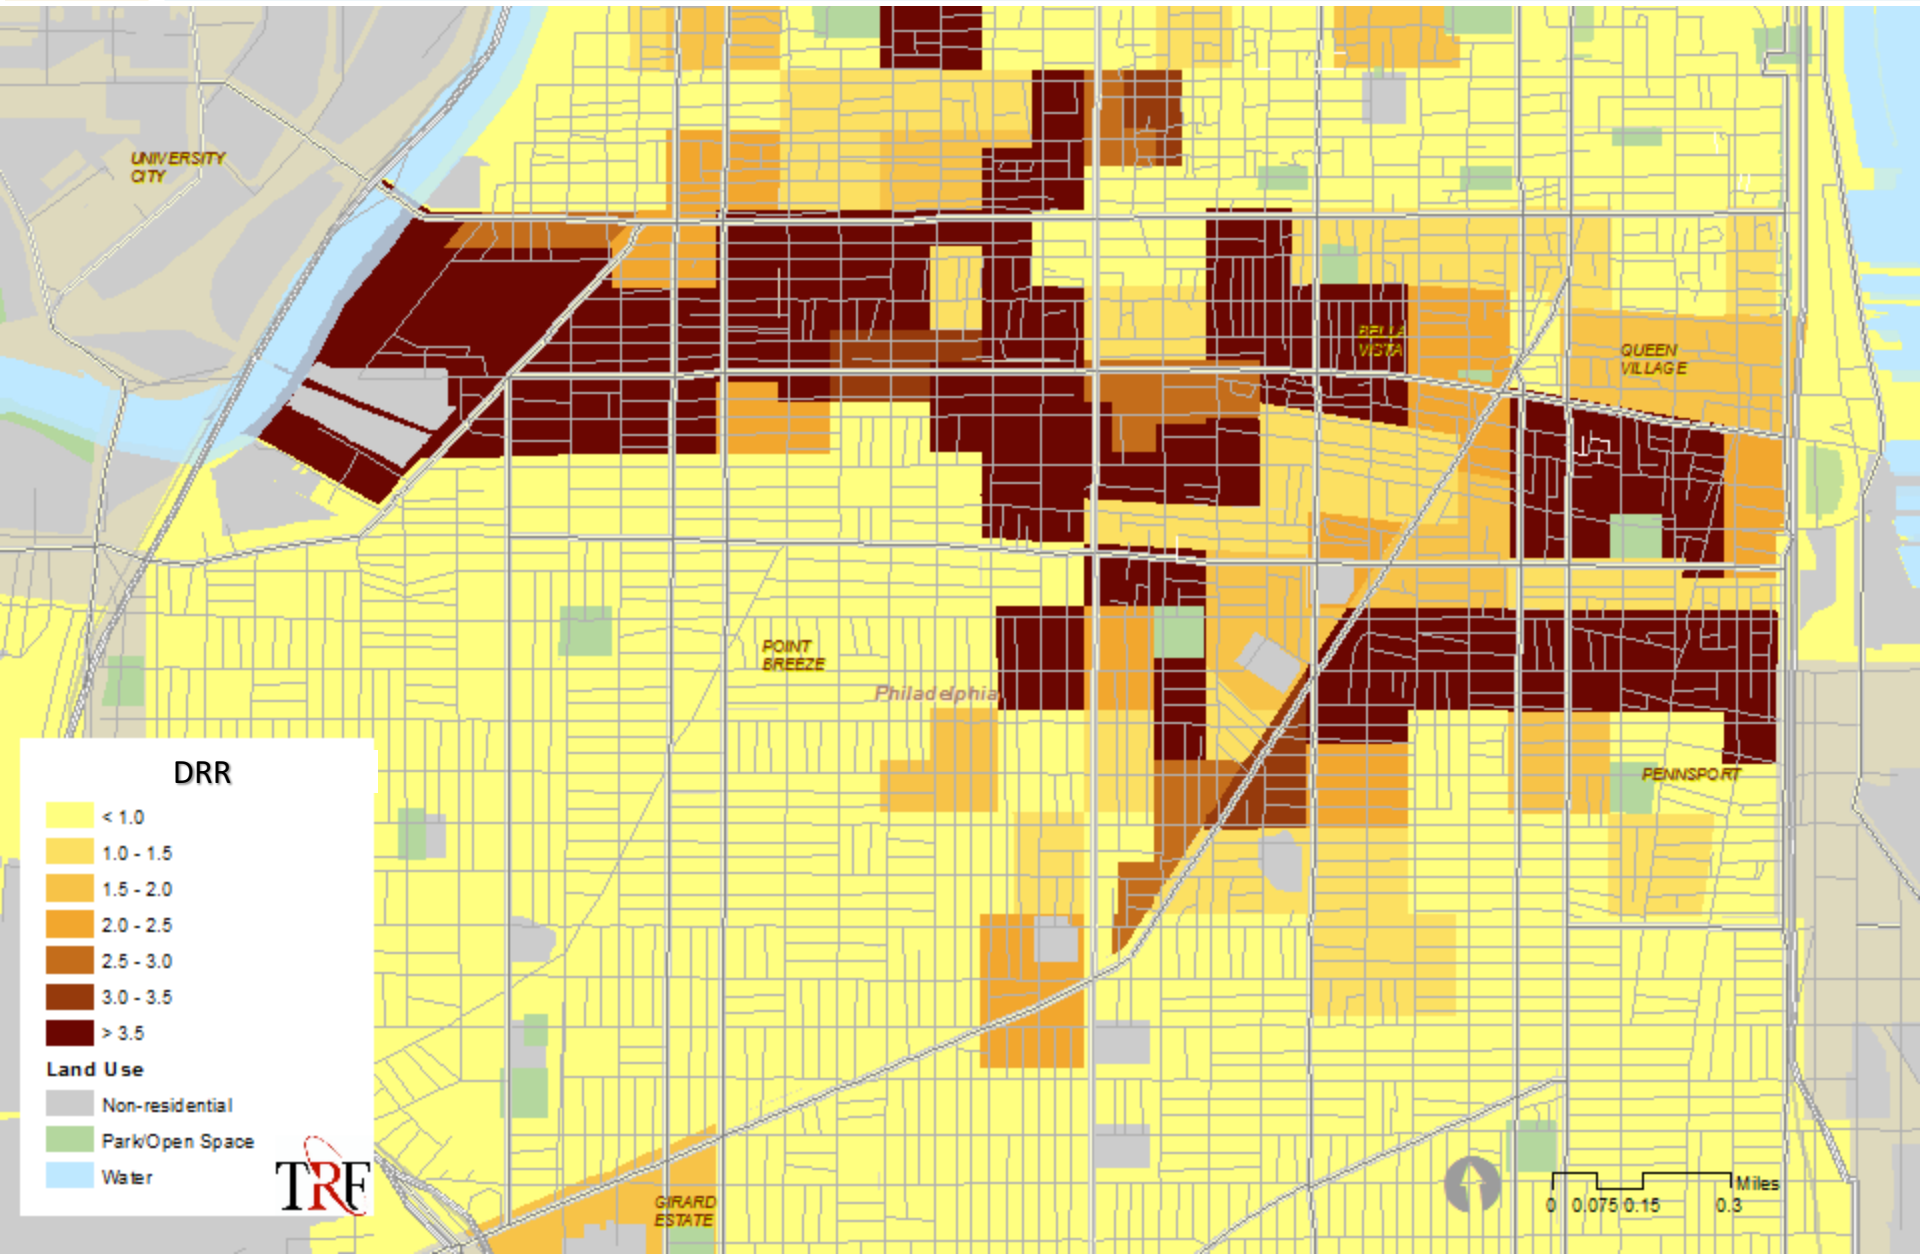 UNIVERSITY
CITY
BELLA
VISTA
QUEEN
VILLAGE
POINT
BREEZE
Philadelphia
PENNSPORT
GIRARD
ESTATE
DRR
< 1.0
1.0 - 1.5
1.5 - 2.0
2.0 - 2.5
2.5 - 3.0
3.0 - 3.5
> 3.5
Land Use
Non-residential
Park/Open Space
Water
TRF
Miles
0 0.075 0.15 0.3